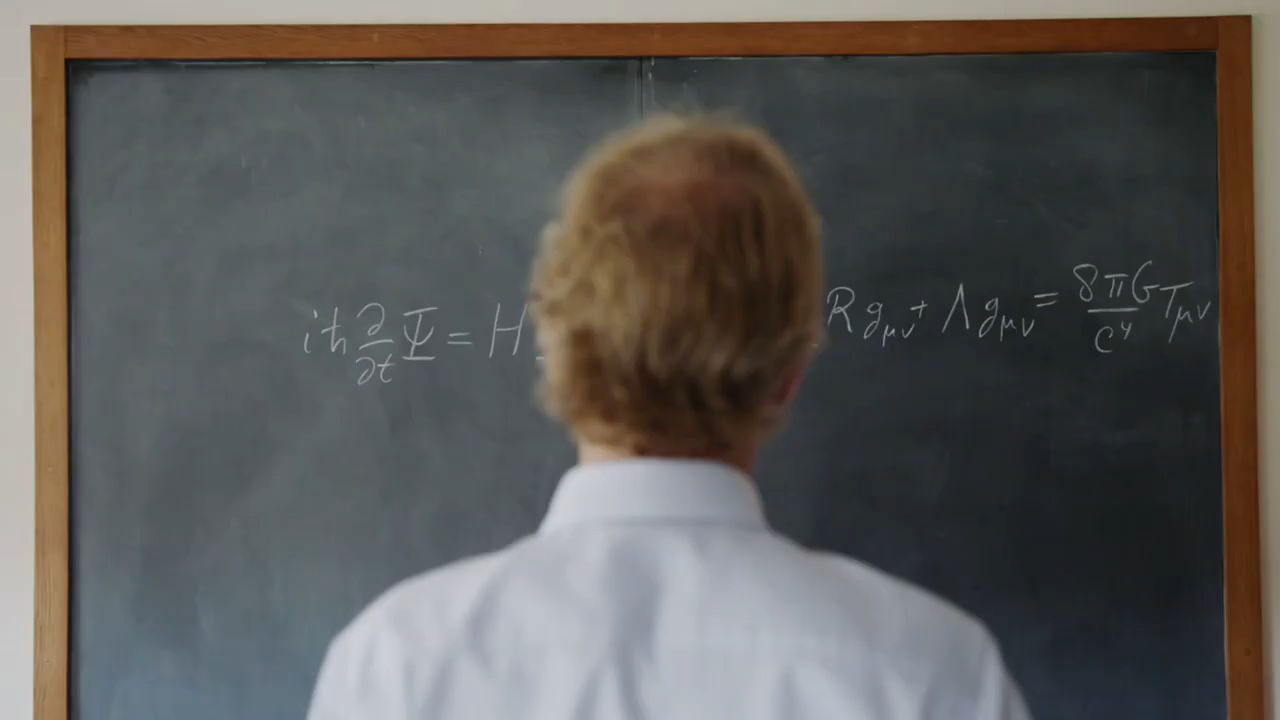 iħ ∂/∂t Ψ = H
R gμν + Λ gμν = 8πG/c⁴ Tμν